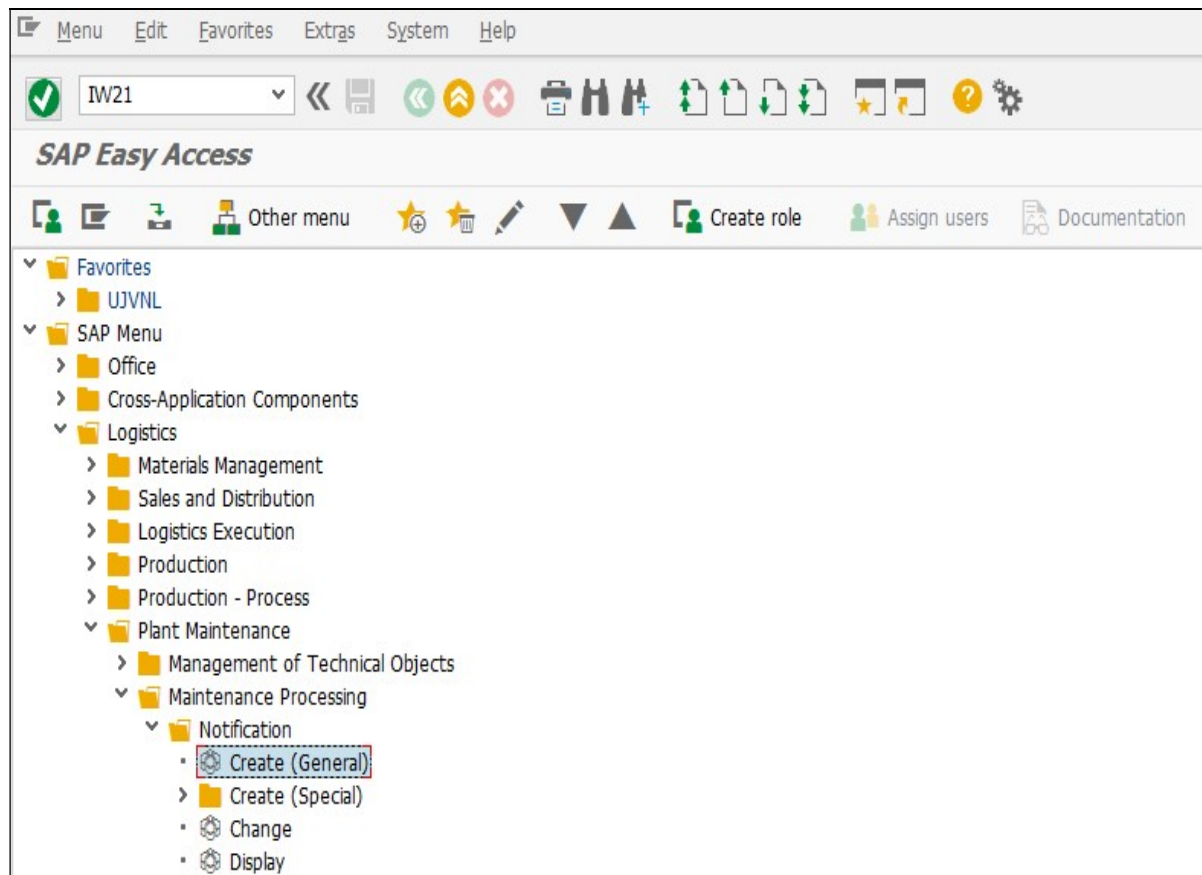 Menu Edit Favorites Extras System Help
IW21
SAP Easy Access
Other menu Create role Assign users Documentation
Favorites
UJVNL
SAP Menu
Office
Cross-Application Components
Logistics
Materials Management
Sales and Distribution
Logistics Execution
Production
Production - Process
Plant Maintenance
Management of Technical Objects
Maintenance Processing
Notification
Create (General)
Create (Special)
Change
Display